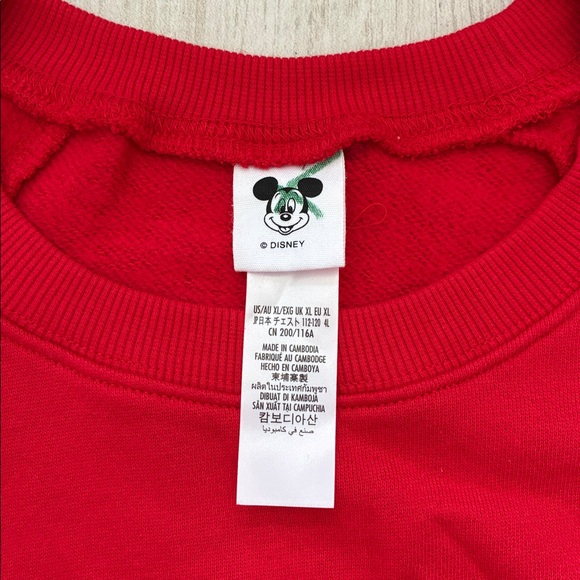 © DISNEY
US/AU XL/EXG UK XL EU XL
JP日本 チェスト 112-120 4L
CN 200/116A
MADE IN CAMBODIA
FABRIQUÉ AU CAMBODGE
HECHO EN CAMBOYA
柬埔寨製
ผลิตในประเทศกัมพูชา
DIBUAT DI KAMBOJA
SẢN XUẤT TẠI CAMPUCHIA
캄보디아산
صنع في كامبوديا